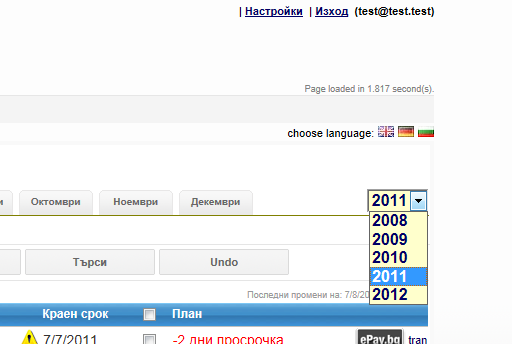 | Настройки | Изход (test@test.test)
Page loaded in 1.817 second(s).
choose language:
Октомври Ноември Декември 2011
2008
2009
2010
2011
2012
Търси Undo
Последни промени на: 7/8/
Краен срок План
7/7/2011 -2 дни просрочка ePay.bg tran